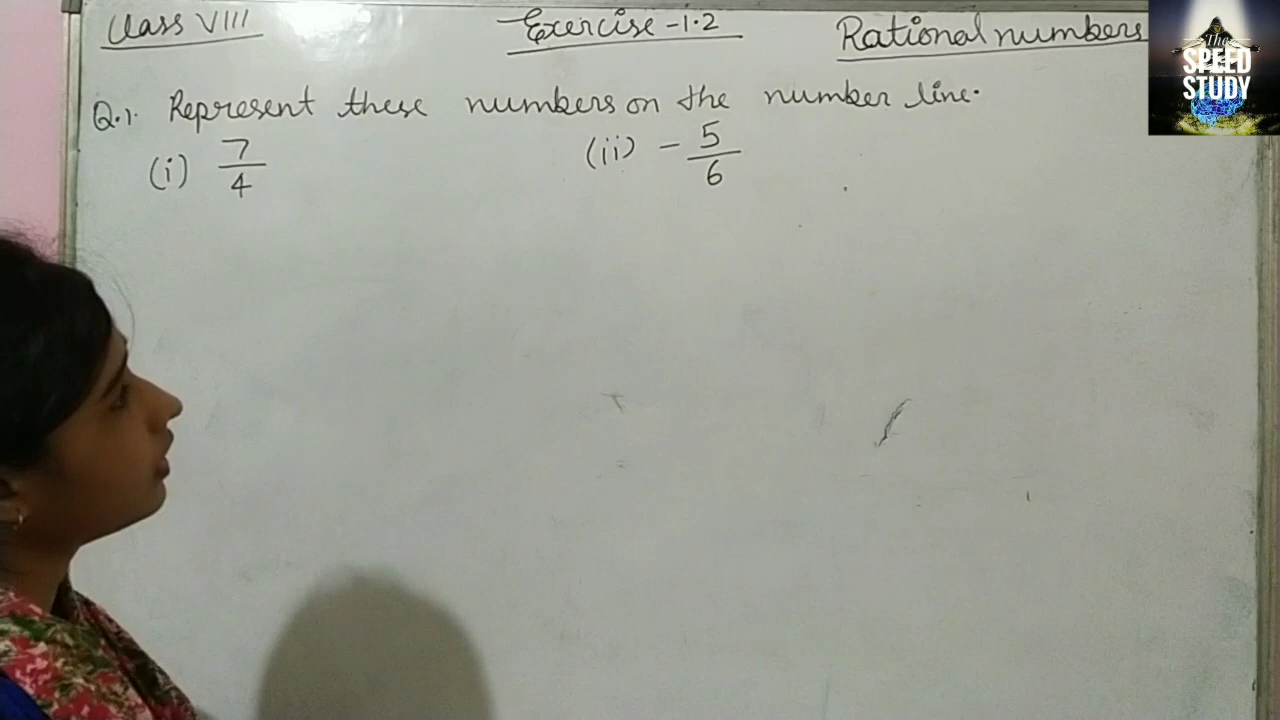 Class VIII Exercise-1.2 Rational numbers
The
SPEED
STUDY
Q.1. Represent these numbers on the number line.
(i) 7/4 (ii) -5/6